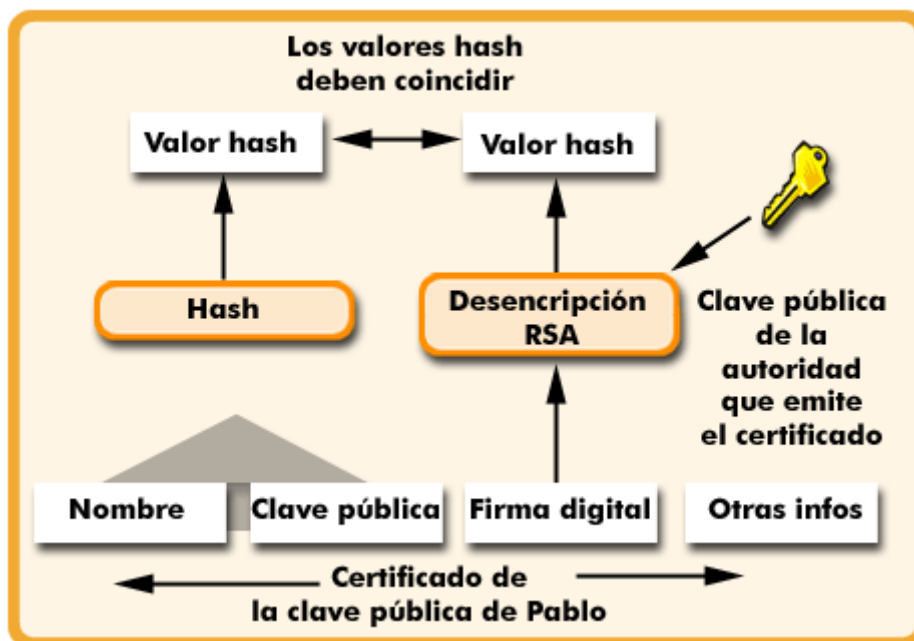 Los valores hash
deben coincidir
Valor hash
Valor hash
Hash
Desencripción
RSA
Clave pública
de la
autoridad
que emite
el certificado
Nombre
Clave pública
Firma digital
Otras infos
Certificado de
la clave pública de Pablo